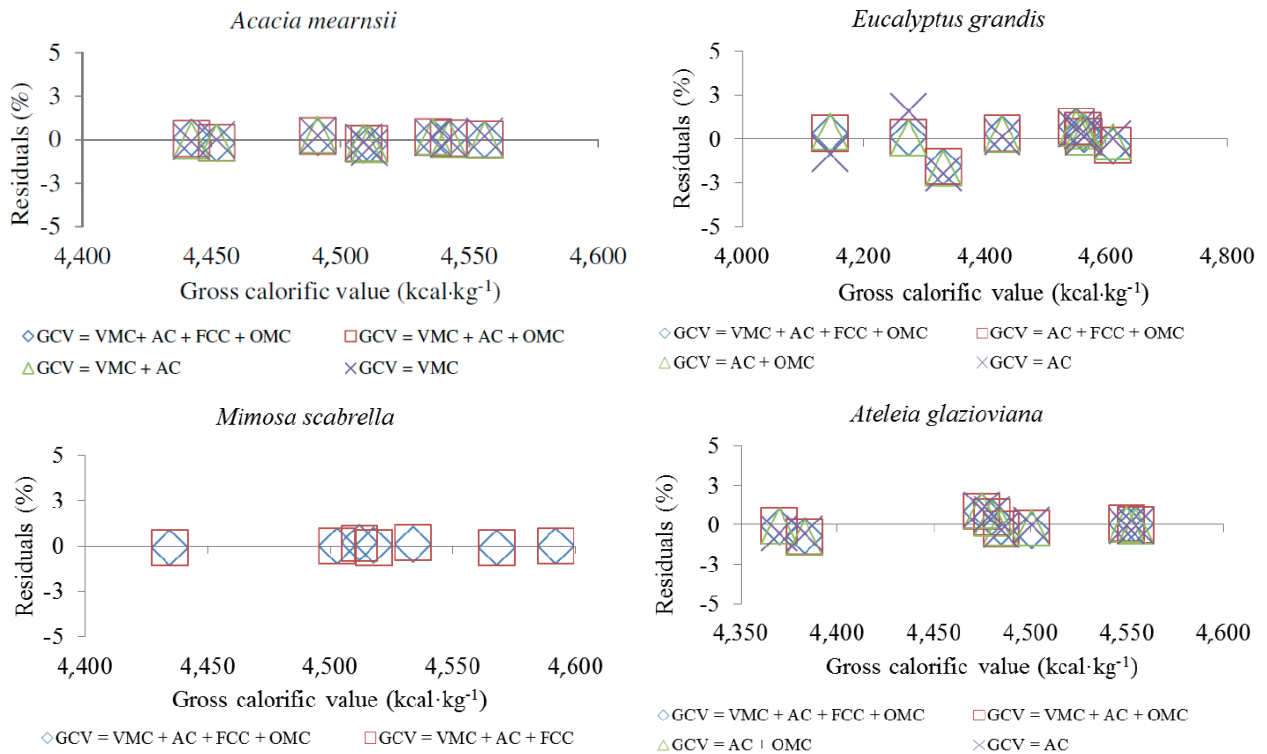 Acacia mearnsii
5
3
0
-3
-5
Residuals (%)
4,400 4,450 4,500 4,550 4,600
Gross calorific value (kcal·kg⁻¹)
GCV = VMC+ AC + FCC + OMC GCV = VMC + AC + OMC
GCV = VMC + AC GCV = VMC
Eucalyptus grandis
5
3
0
-3
-5
Residuals (%)
4,000 4,200 4,400 4,600 4,800
Gross calorific value (kcal·kg⁻¹)
GCV = VMC + AC + FCC + OMC GCV = AC + FCC + OMC
GCV = AC + OMC GCV = AC
Mimosa scabrella
5
3
0
-3
-5
Residuals (%)
4,400 4,450 4,500 4,550 4,600
Gross calorific value (kcal·kg⁻¹)
GCV = VMC + AC + FCC + OMC GCV = VMC + AC + FCC
Ateleia glazioviana
5
3
0
-3
-5
Residuals (%)
4,350 4,400 4,450 4,500 4,550 4,600
Gross calorific value (kcal·kg⁻¹)
GCV = VMC + AC + FCC + OMC GCV = VMC + AC + OMC
GCV = AC + OMC GCV = AC